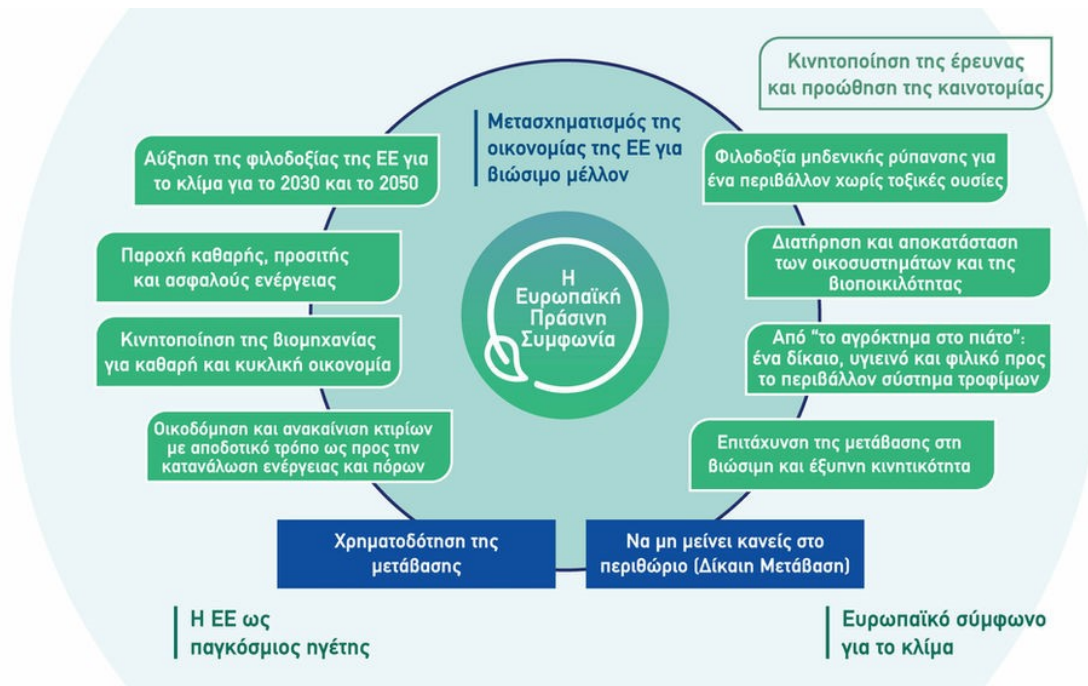 Κινητοποίηση της έρευνας
και προώθηση της καινοτομίας
Μετασχηματισμός της
οικονομίας της ΕΕ για
βιώσιμο μέλλον
Αύξηση της φιλοδοξίας της ΕΕ για
το κλίμα για το 2030 και το 2050
Παροχή καθαρής, προσιτής
και ασφαλούς ενέργειας
Κινητοποίηση της βιομηχανίας
για καθαρή και κυκλική οικονομία
Οικοδόμηση και ανακαίνιση κτιρίων
με αποδοτικό τρόπο ως προς την
κατανάλωση ενέργειας και πόρων
Η
Ευρωπαϊκή
Πράσινη
Συμφωνία
Φιλοδοξία μηδενικής ρύπανσης για
ένα περιβάλλον χωρίς τοξικές ουσίες
Διατήρηση και αποκατάσταση
των οικοσυστημάτων και της
βιοποικιλότητας
Από “το αγρόκτημα στο πιάτο”:
ένα δίκαιο, υγιεινό και φιλικό προς
το περιβάλλον σύστημα τροφίμων
Επιτάχυνση της μετάβασης στη
βιώσιμη και έξυπνη κινητικότητα
Χρηματοδότηση της
μετάβασης
Να μη μείνει κανείς στο
περιθώριο (Δίκαιη Μετάβαση)
Η ΕΕ ως
παγκόσμιος ηγέτης
Ευρωπαϊκό σύμφωνο
για το κλίμα